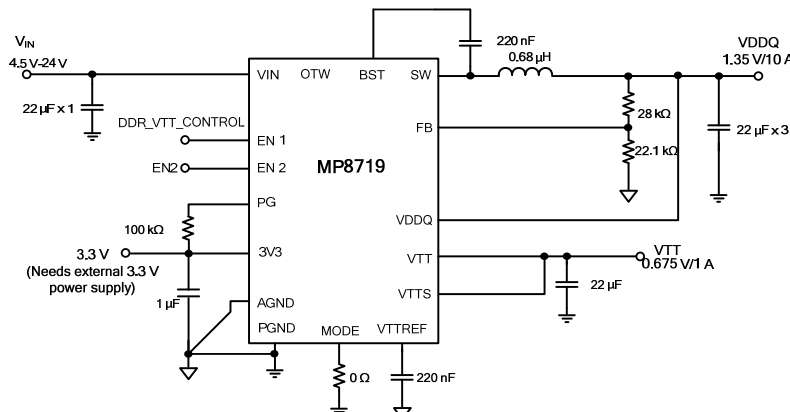 VIN
4.5 V-24 V
22 µF x 1
DDR_VTT_CONTROL
EN2
100 kΩ
3.3 V
(Needs external 3.3 V
power supply)
1 µF
VIN
OTW
BST
SW
EN 1
EN 2
PG
3V3
AGND
PGND
MODE
VTTREF
FB
VDDQ
VTT
VTTS
MP8719
220 nF
0.68 µH
VDDQ
1.35 V/10 A
28 kΩ
22.1 kΩ
22 µF x 3
VTT
0.675 V/1 A
22 µF
0 Ω
220 nF